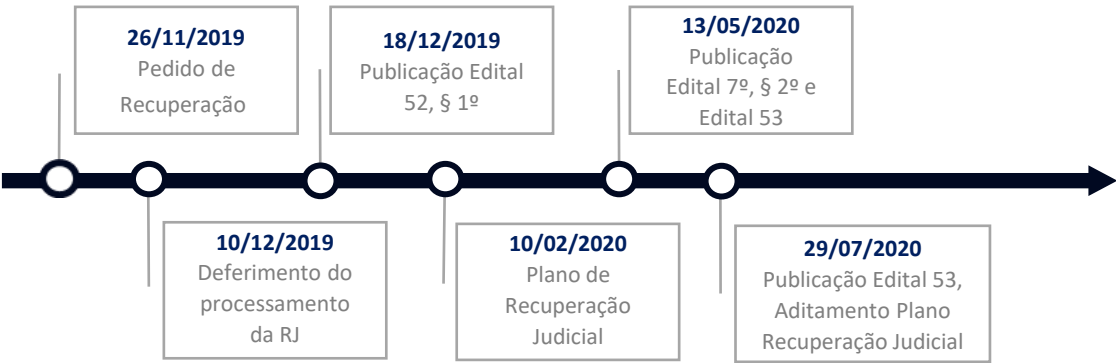 26/11/2019
Pedido de
Recuperação
18/12/2019
Publicação Edital
52, § 1º
13/05/2020
Publicação
Edital 7º, § 2º e
Edital 53
10/12/2019
Deferimento do
processamento
da RJ
10/02/2020
Plano de
Recuperação
Judicial
29/07/2020
Publicação Edital 53,
Aditamento Plano
Recuperação Judicial